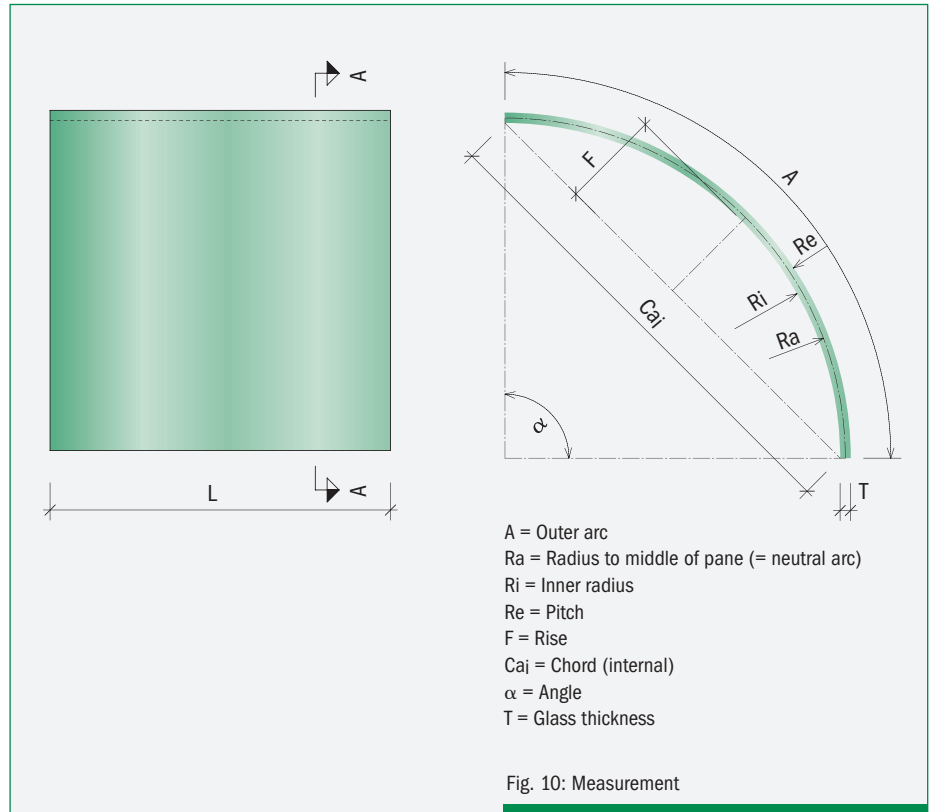 A
L
A
A
F
Re
Ri
Ra
Cai
α
T
A = Outer arc
Ra = Radius to middle of pane (= neutral arc)
Ri = Inner radius
Re = Pitch
F = Rise
Cai = Chord (internal)
α = Angle
T = Glass thickness
Fig. 10: Measurement